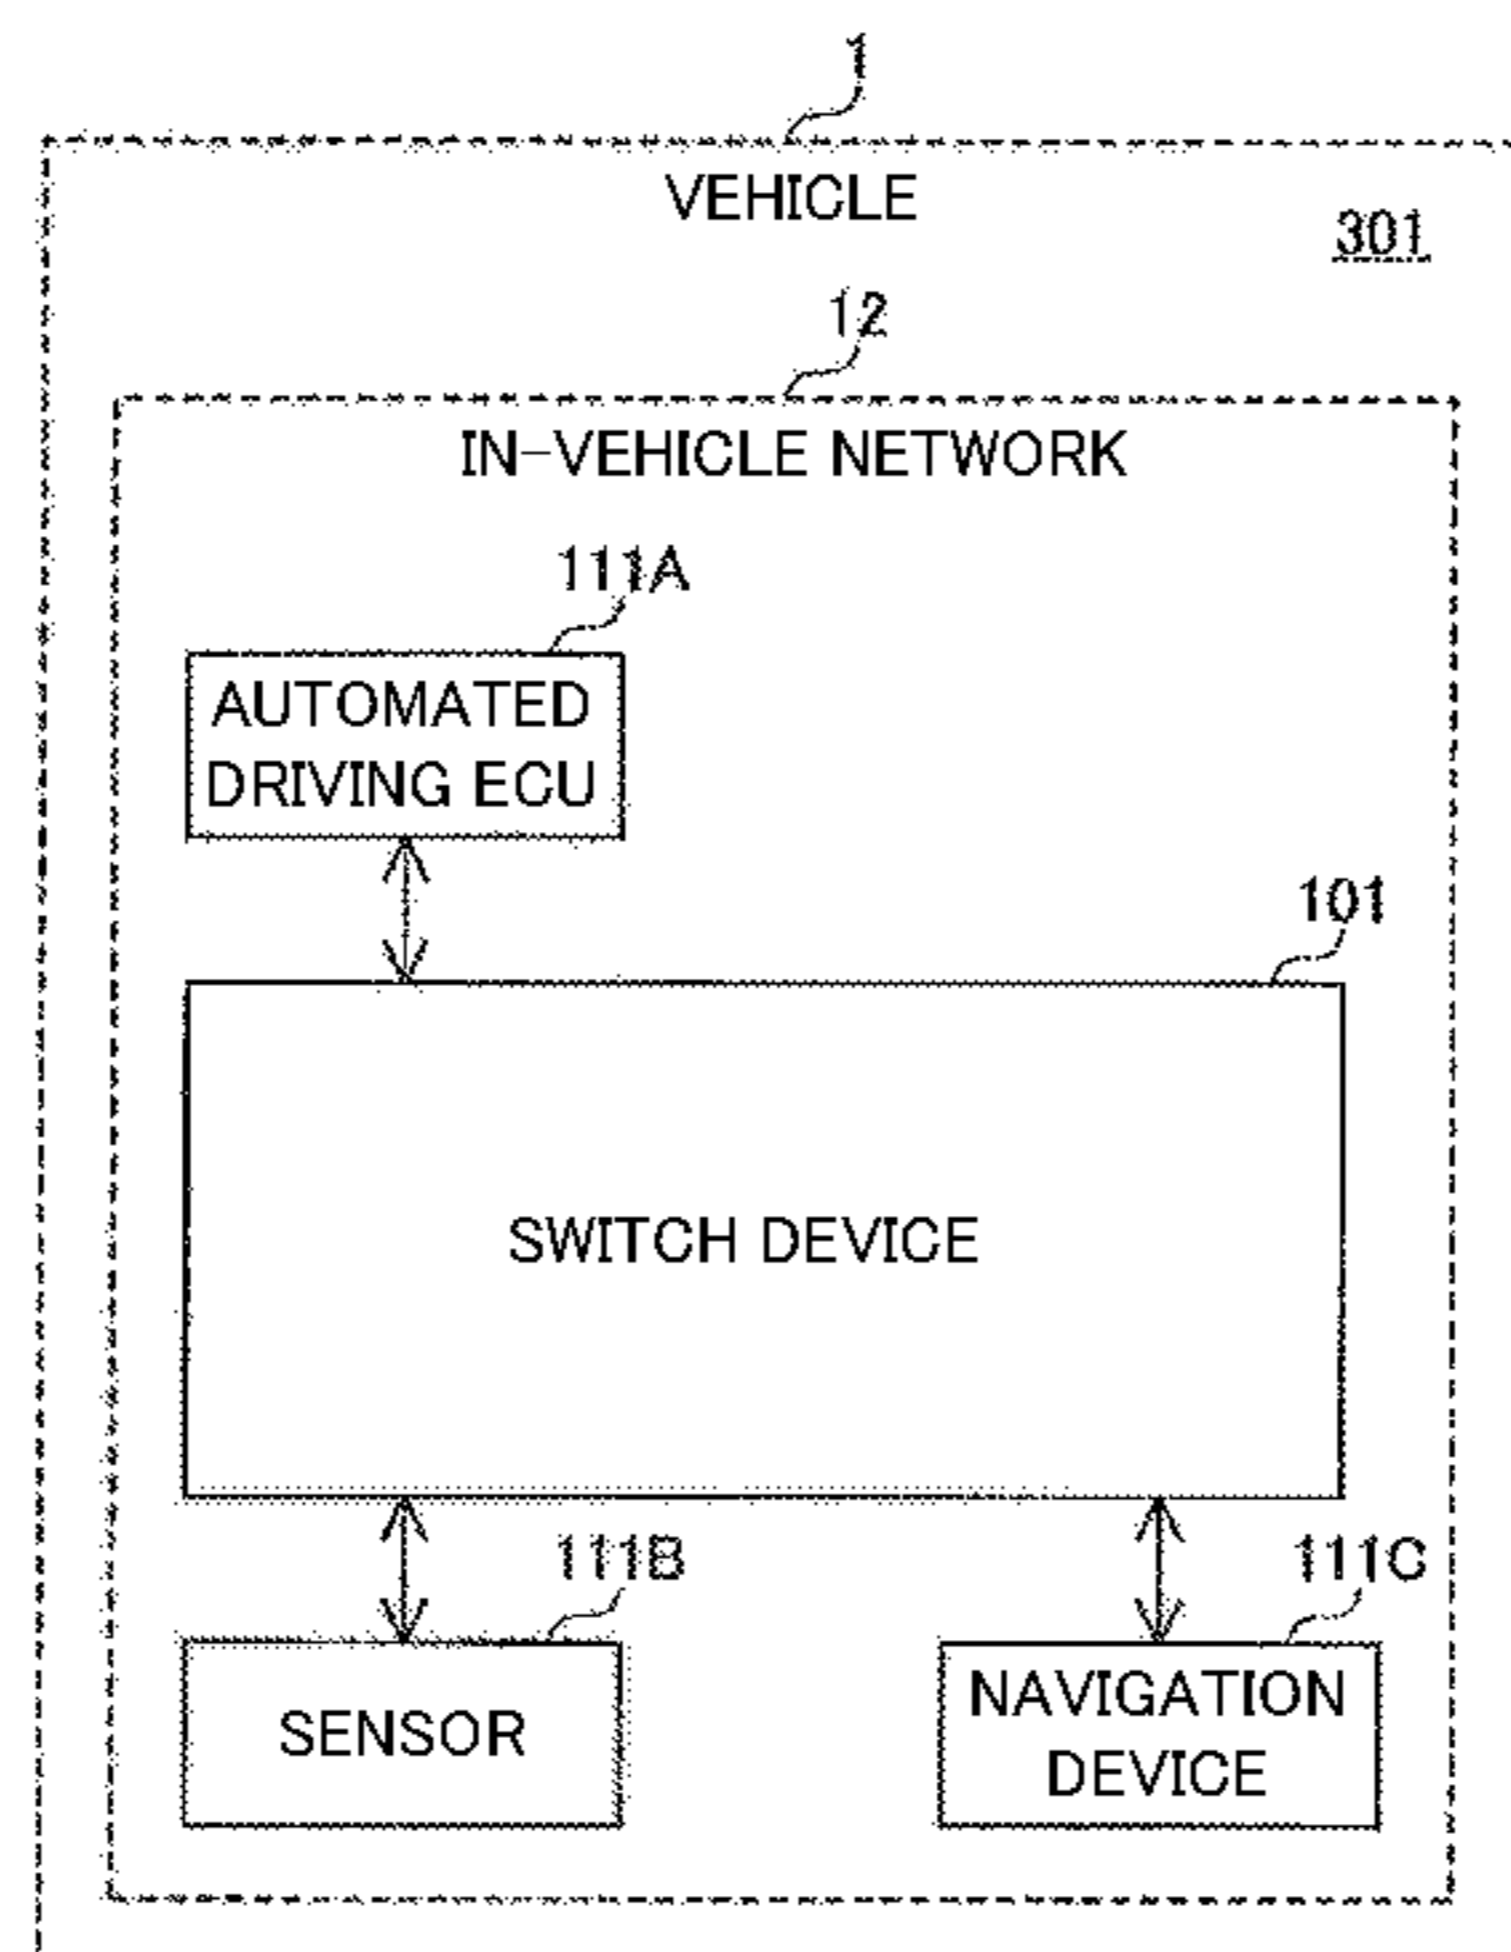 1
VEHICLE
301
12
IN-VEHICLE NETWORK
111A
AUTOMATED
DRIVING ECU
101
SWITCH DEVICE
111B
111C
SENSOR
NAVIGATION
DEVICE